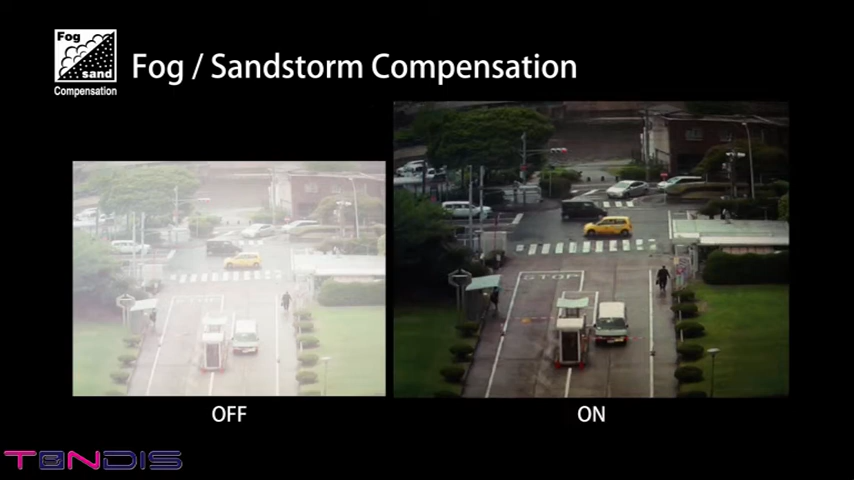 Fog
sand
Compensation
Fog / Sandstorm Compensation
STOP
OFF
ON
TONDIS